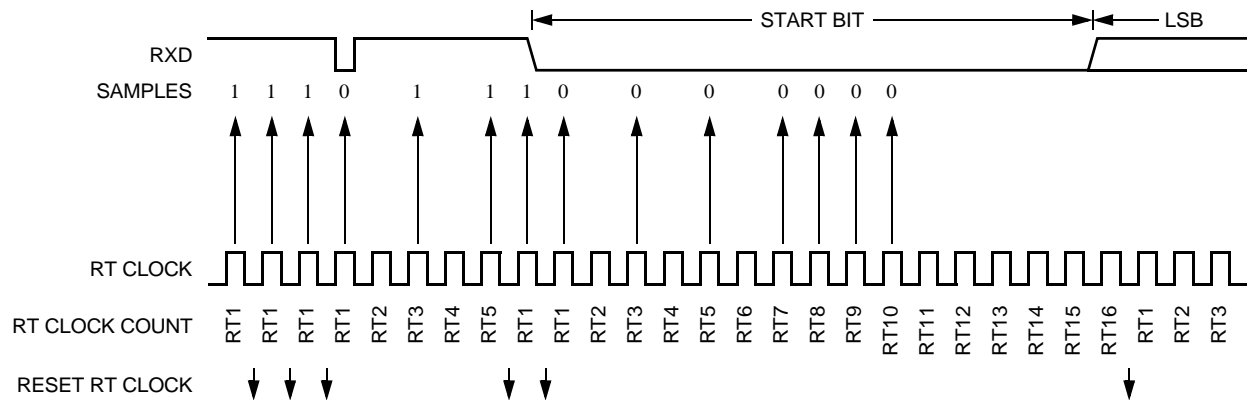 START BIT LSB
RXD
SAMPLES 1 1 1 0 1 1 1 0 0 0 0 0 0 0
RT CLOCK
RT CLOCK COUNT RT1 RT1 RT1 RT1 RT2 RT3 RT4 RT5 RT1 RT1 RT2 RT3 RT4 RT5 RT6 RT7 RT8 RT9 RT10 RT11 RT12 RT13 RT14 RT15 RT16 RT1 RT2 RT3
RESET RT CLOCK